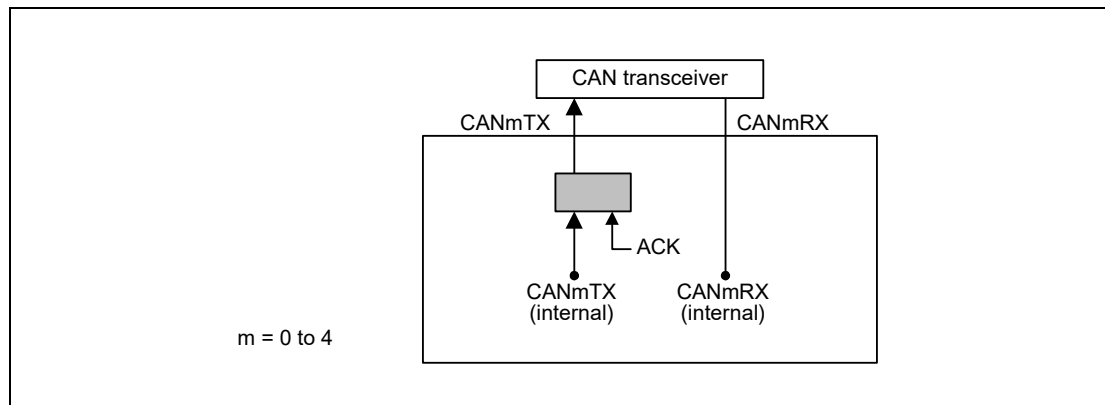 CAN transceiver
CANmTX
CANmRX
ACK
CANmTX
(internal)
CANmRX
(internal)
m = 0 to 4